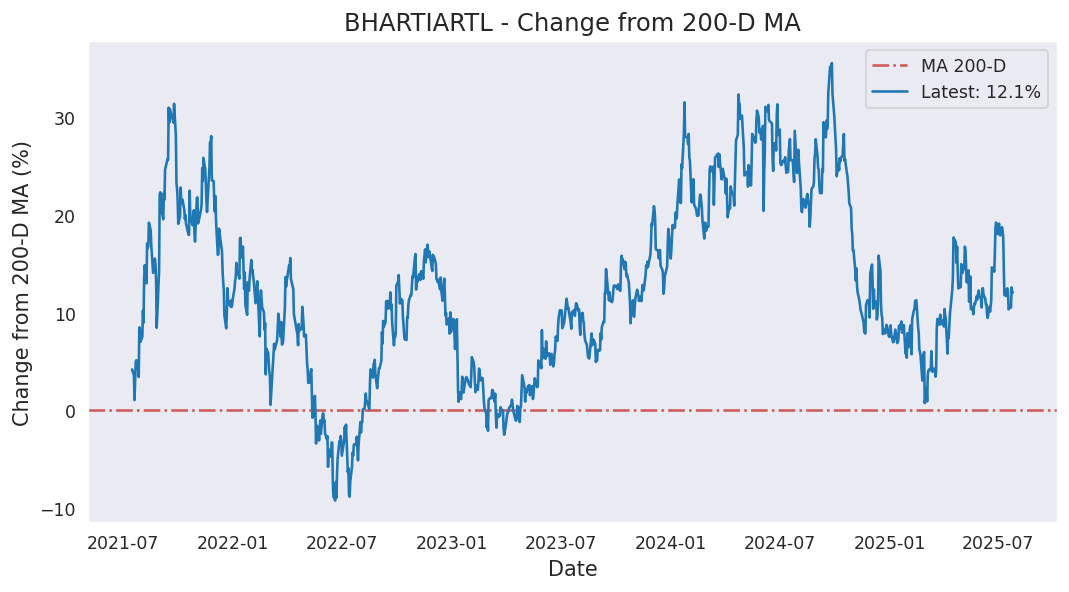 BHARTIARTL - Change from 200-D MA
MA 200-D
Latest: 12.1%
Change from 200-D MA (%)
30
20
10
0
−10
2021-07
2022-01
2022-07
2023-01
2023-07
2024-01
2024-07
2025-01
2025-07
Date